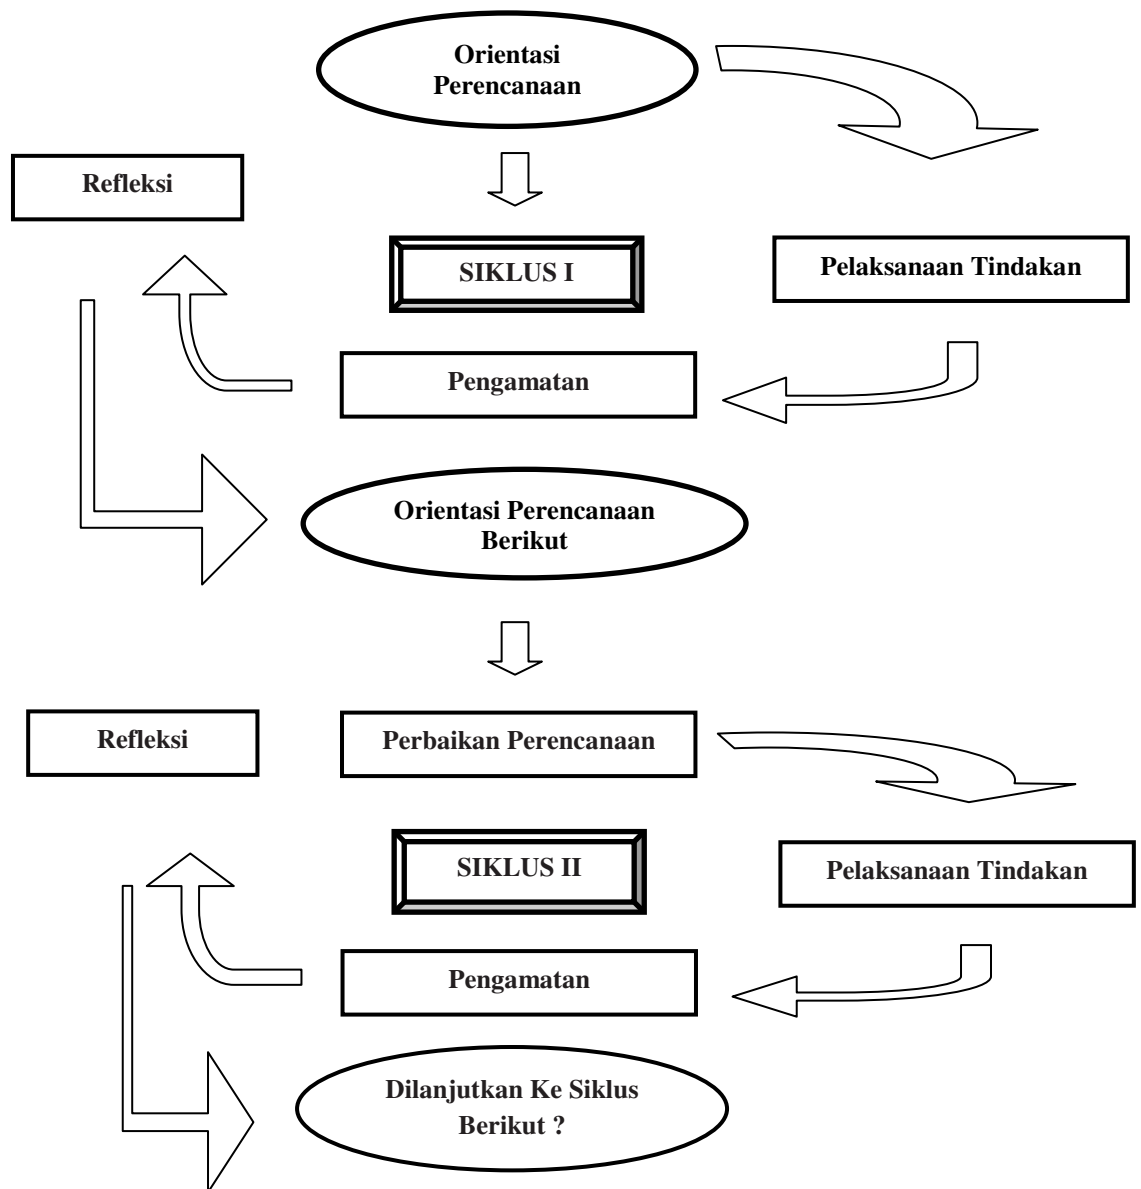 Orientasi
Perencanaan
Refleksi
SIKLUS I
Pelaksanaan Tindakan
Pengamatan
Orientasi Perencanaan
Berikut
Refleksi
Perbaikan Perencanaan
SIKLUS II
Pelaksanaan Tindakan
Pengamatan
Dilanjutkan Ke Siklus
Berikut ?